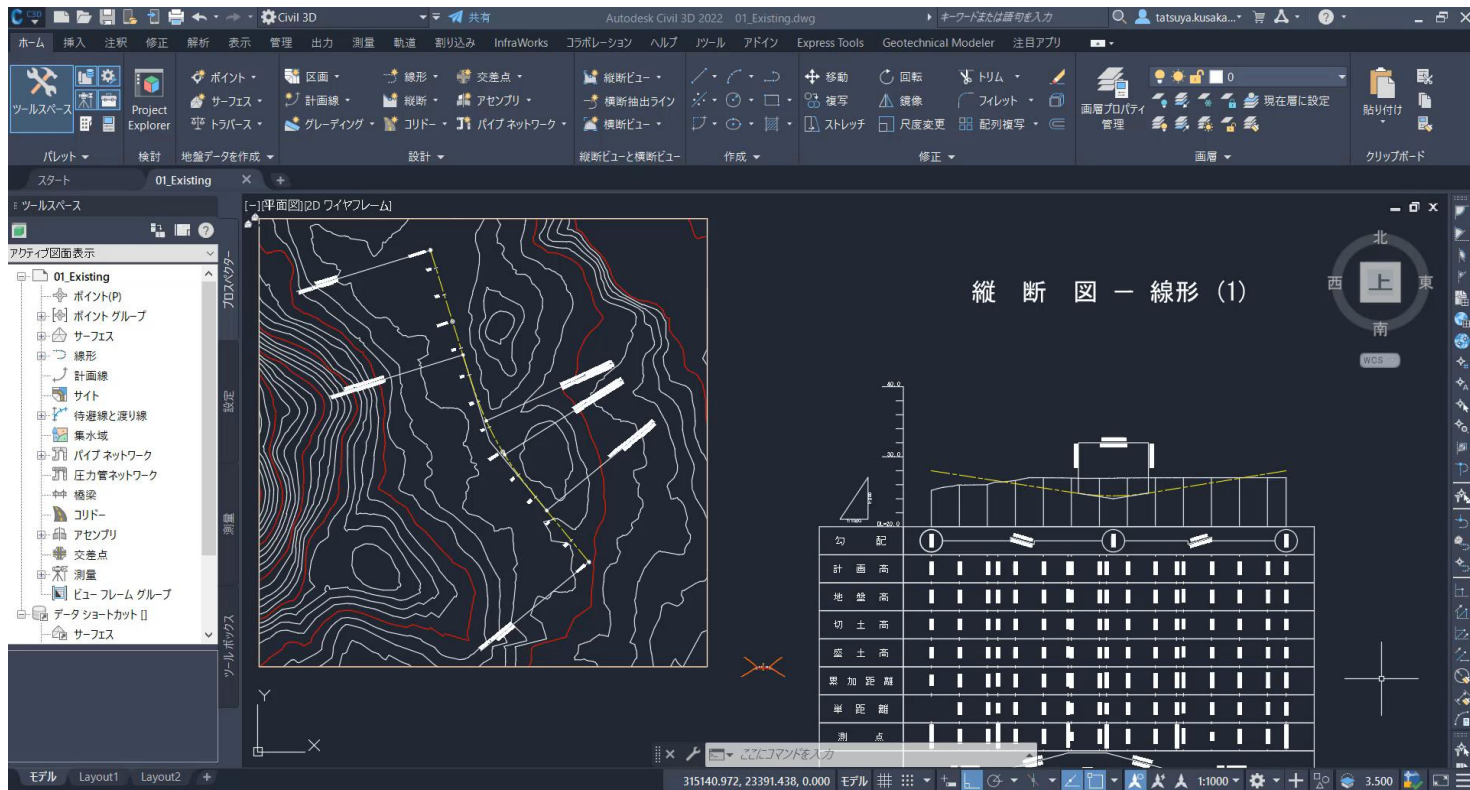 C3D Civil 3D 共有 Autodesk Civil 3D 2022 01_Existing.dwg キーワードまたは語句を入力 tatsuya.kusaka...
ホーム 挿入 注釈 修正 解析 表示 管理 出力 測量 軌道 割り込み InfraWorks コラボレーション ヘルプ Jツール アドイン Express Tools Geotechnical Modeler 注目アプリ
ツールスペース
Project Explorer
ポイント
サーフェス
トラバース
区画
計画線
グレーディング
線形
縦断
コリドー
交差点
アセンブリ
パイプ ネットワーク
縦断ビュー
横断抽出ライン
横断ビュー
移動
複写
ストレッチ
回転
鏡像
尺度変更
トリム
フィレット
配列複写
画層プロパティ管理
0
現在層に設定
貼り付け
パレット 検討 地盤データを作成 設計 縦断ビューと横断ビュー 作成 修正 画層 クリップボード
スタート 01_Existing
ツールスペース
アクティブ図面表示
01_Existing
ポイント(P)
ポイント グループ
サーフェス
線形
計画線
サイト
待避線と渡り線
集水域
パイプ ネットワーク
圧力管ネットワーク
橋梁
コリドー
アセンブリ
交差点
測量
ビュー フレーム グループ
データ ショートカット []
サーフェス
プロスペクター
設定
測量
ツールボックス
[-][平面図][2D ワイヤフレーム]
縦 断 図 － 線形 (1)
北
西 上 東
南
WCS
40.0
30.0
DL=20.0
勾 配
計 画 高
地 盤 高
切 土 高
盛 土 高
累 加 距 離
単 距 離
測 点
Y
X
ここにコマンドを入力
モデル Layout1 Layout2 +
315140.972, 23391.438, 0.000 モデル 1:1000 3.500